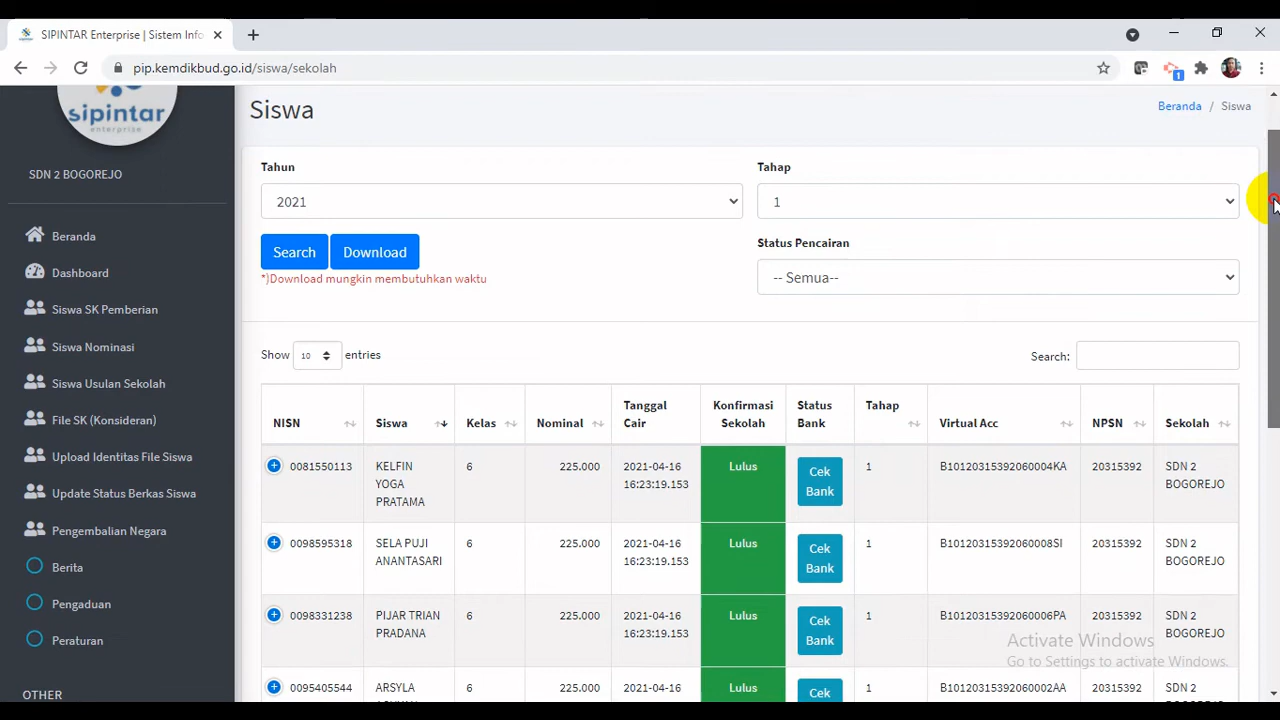 SIPINTAR Enterprise | Sistem Info
pip.kemdikbud.go.id/siswa/sekolah
1
sipintar
enterprize
SDN 2 BOGOREJO
Beranda
Dashboard
Siswa SK Pemberian
Siswa Nominasi
Siswa Usulan Sekolah
File SK (Konsideran)
Upload Identitas File Siswa
Update Status Berkas Siswa
Pengembalian Negara
Berita
Pengaduan
Peraturan
OTHER
Siswa
Beranda / Siswa
Tahun
Tahap
2021
1
Search
Download
*)Download mungkin membutuhkan waktu
Status Pencairan
-- Semua--
Show 10 entries
Search:
NISN
Siswa
Kelas
Nominal
Tanggal
Cair
Konfirmasi
Sekolah
Status
Bank
Tahap
Virtual Acc
NPSN
Sekolah
0081550113
KELFIN
YOGA
PRATAMA
6
225.000
2021-04-16
16:23:19.153
Lulus
Cek
Bank
1
B10120315392060004KA
20315392
SDN 2
BOGOREJO
0098595318
SELA PUJI
ANANTASARI
6
225.000
2021-04-16
16:23:19.153
Lulus
Cek
Bank
1
B10120315392060008SI
20315392
SDN 2
BOGOREJO
0098331238
PIJAR TRIAN
PRADANA
6
225.000
2021-04-16
16:23:19.153
Lulus
Cek
Bank
1
B10120315392060006PA
20315392
SDN 2
BOGOREJO
0095405544
ARSYLA
6
225.000
2021-04-16
Lulus
Cek
1
B10120315392060002AA
20315392
SDN 2
Activate Windows
Go to Settings to activate Windows.